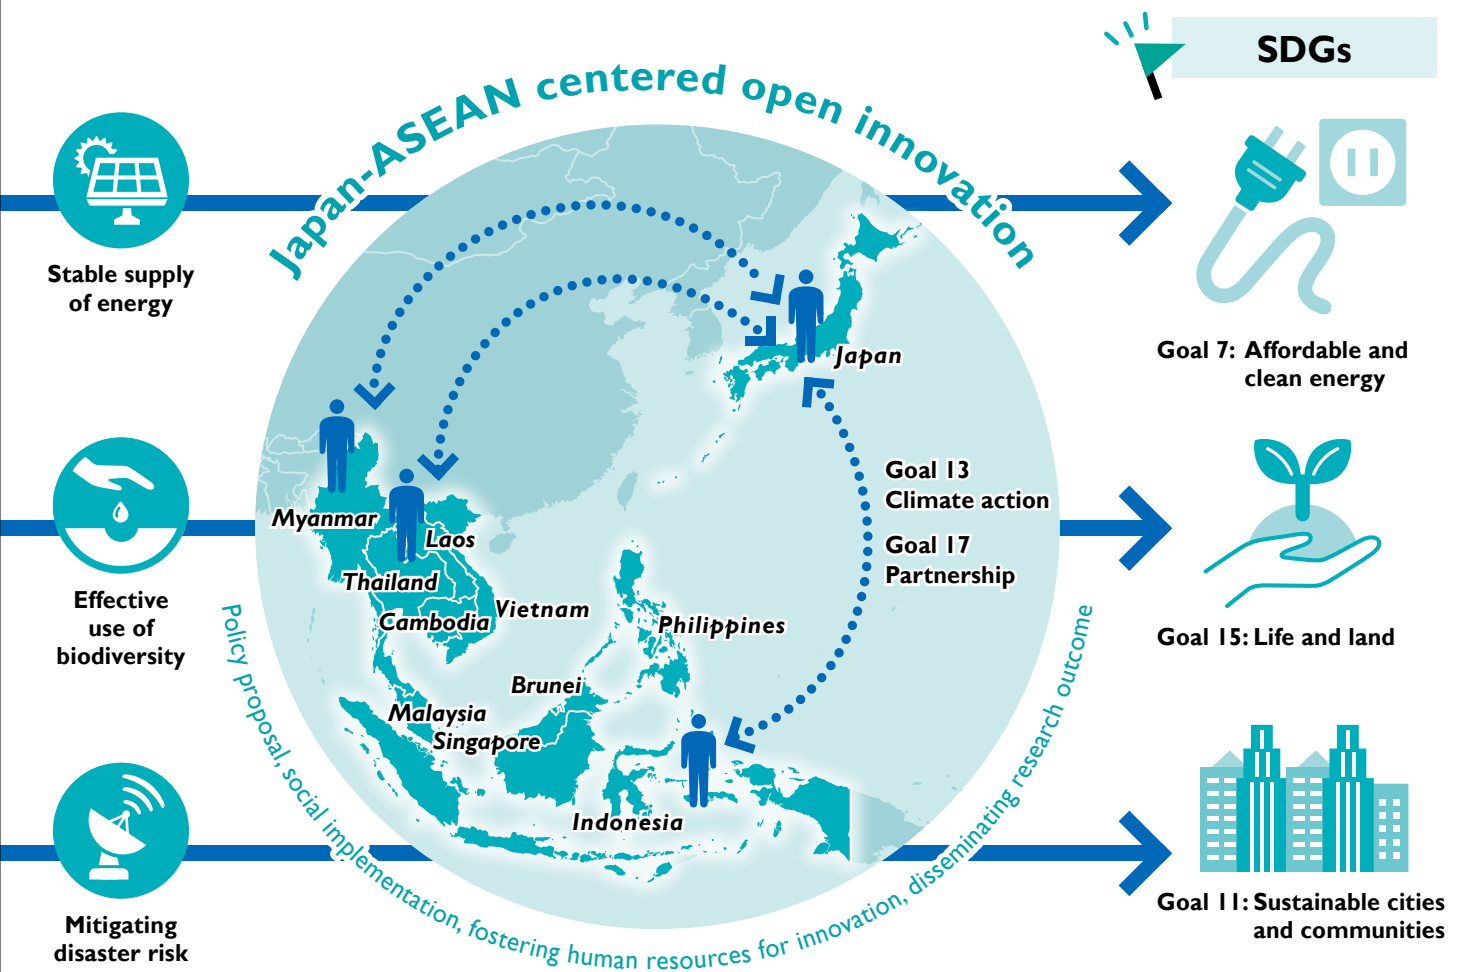 SDGs
Japan-ASEAN centered open innovation
Stable supply
of energy
Effective
use of
biodiversity
Mitigating
disaster risk
Japan
Myanmar
Laos
Thailand
Vietnam
Cambodia
Philippines
Brunei
Malaysia
Singapore
Indonesia
Goal 13
Climate action
Goal 17
Partnership
Policy proposal, social implementation, fostering human resources for innovation, disseminating research outcome
Goal 7: Affordable and
clean energy
Goal 15: Life and land
Goal 11: Sustainable cities
and communities